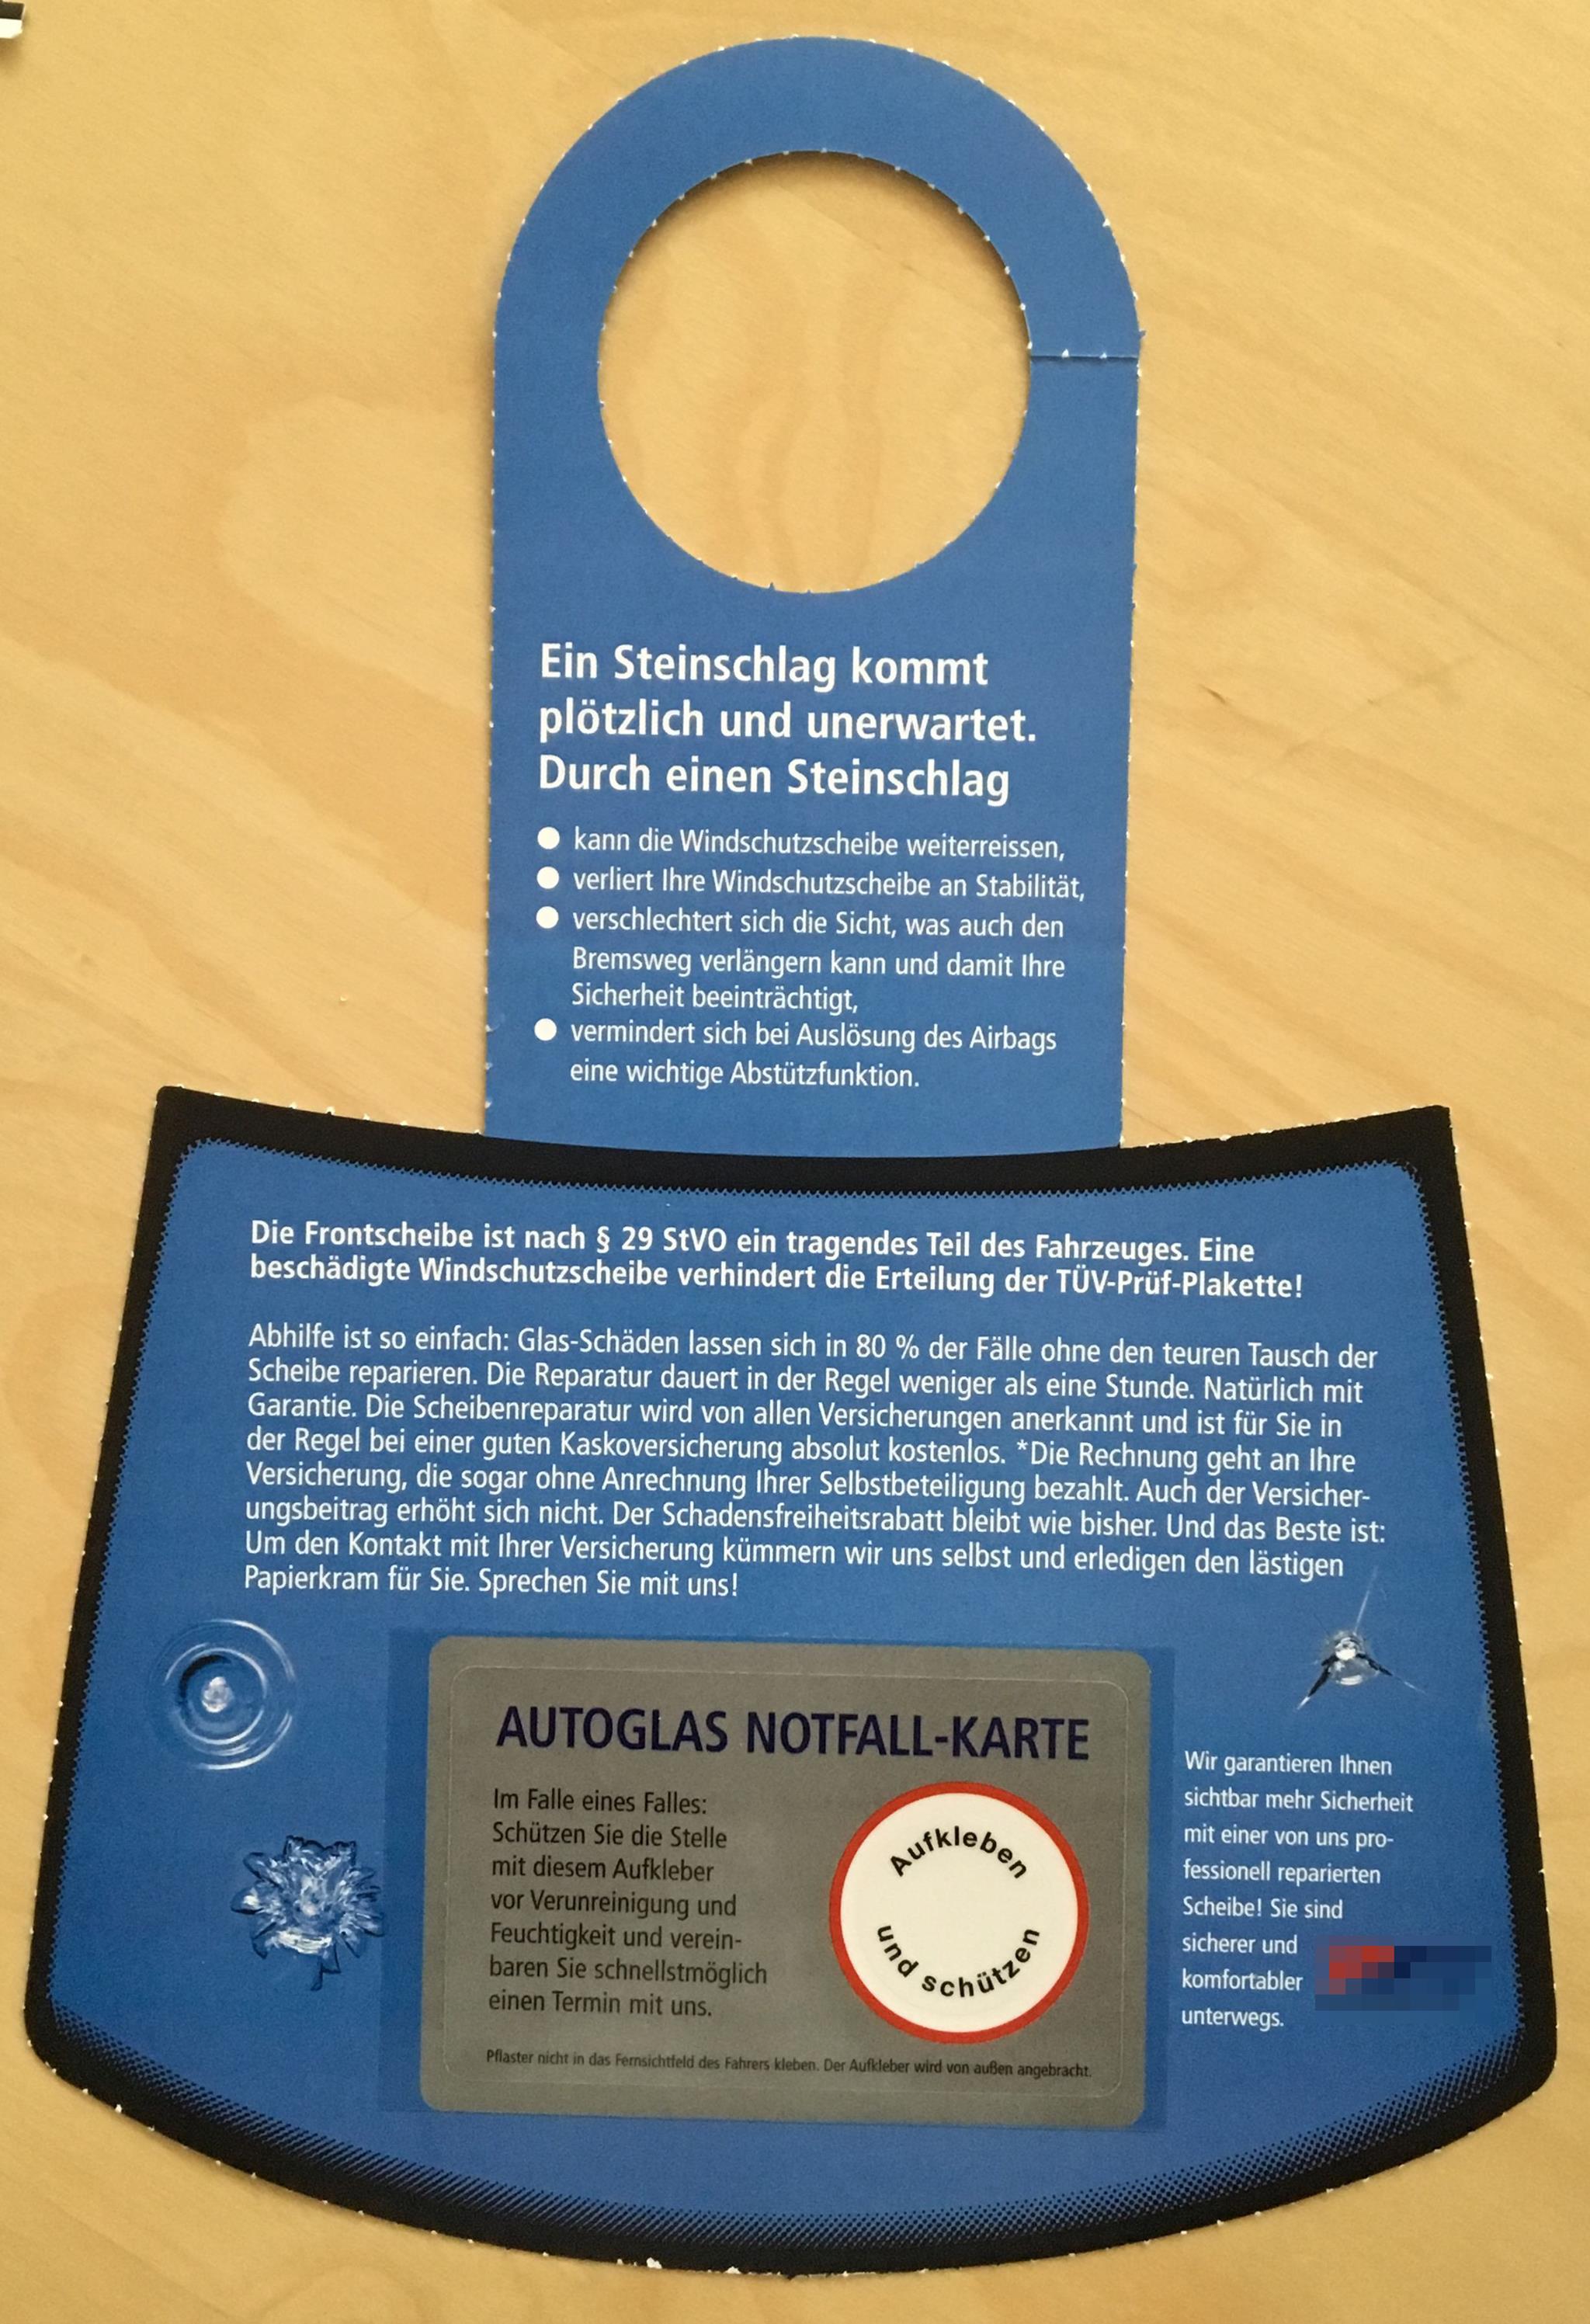 Ein Steinschlag kommt
plötzlich und unerwartet.
Durch einen Steinschlag
● kann die Windschutzscheibe weiterreissen,
● verliert Ihre Windschutzscheibe an Stabilität,
● verschlechtert sich die Sicht, was auch den
Bremsweg verlängern kann und damit Ihre
Sicherheit beeinträchtigt,
● vermindert sich bei Auslösung des Airbags
eine wichtige Abstützfunktion.
Die Frontscheibe ist nach § 29 StVO ein tragendes Teil des Fahrzeuges. Eine
beschädigte Windschutzscheibe verhindert die Erteilung der TÜV-Prüf-Plakette!
Abhilfe ist so einfach: Glas-Schäden lassen sich in 80 % der Fälle ohne den teuren Tausch der
Scheibe reparieren. Die Reparatur dauert in der Regel weniger als eine Stunde. Natürlich mit
Garantie. Die Scheibenreparatur wird von allen Versicherungen anerkannt und ist für Sie in
der Regel bei einer guten Kaskoversicherung absolut kostenlos. *Die Rechnung geht an Ihre
Versicherung, die sogar ohne Anrechnung Ihrer Selbstbeteiligung bezahlt. Auch der Versicher-
ungsbeitrag erhöht sich nicht. Der Schadensfreiheitsrabatt bleibt wie bisher. Und das Beste ist:
Um den Kontakt mit Ihrer Versicherung kümmern wir uns selbst und erledigen den lästigen
Papierkram für Sie. Sprechen Sie mit uns!
AUTOGLAS NOTFALL-KARTE
Im Falle eines Falles:
Schützen Sie die Stelle
mit diesem Aufkleber
vor Verunreinigung und
Feuchtigkeit und verein-
baren Sie schnellstmöglich
einen Termin mit uns.
Aufkleben
und schützen
Pflaster nicht in das Fernsichtfeld des Fahrers kleben. Der Aufkleber wird von außen angebracht.
Wir garantieren Ihnen
sichtbar mehr Sicherheit
mit einer von uns pro-
fessionell reparierten
Scheibe! Sie sind
sicherer und
komfortabler
unterwegs.